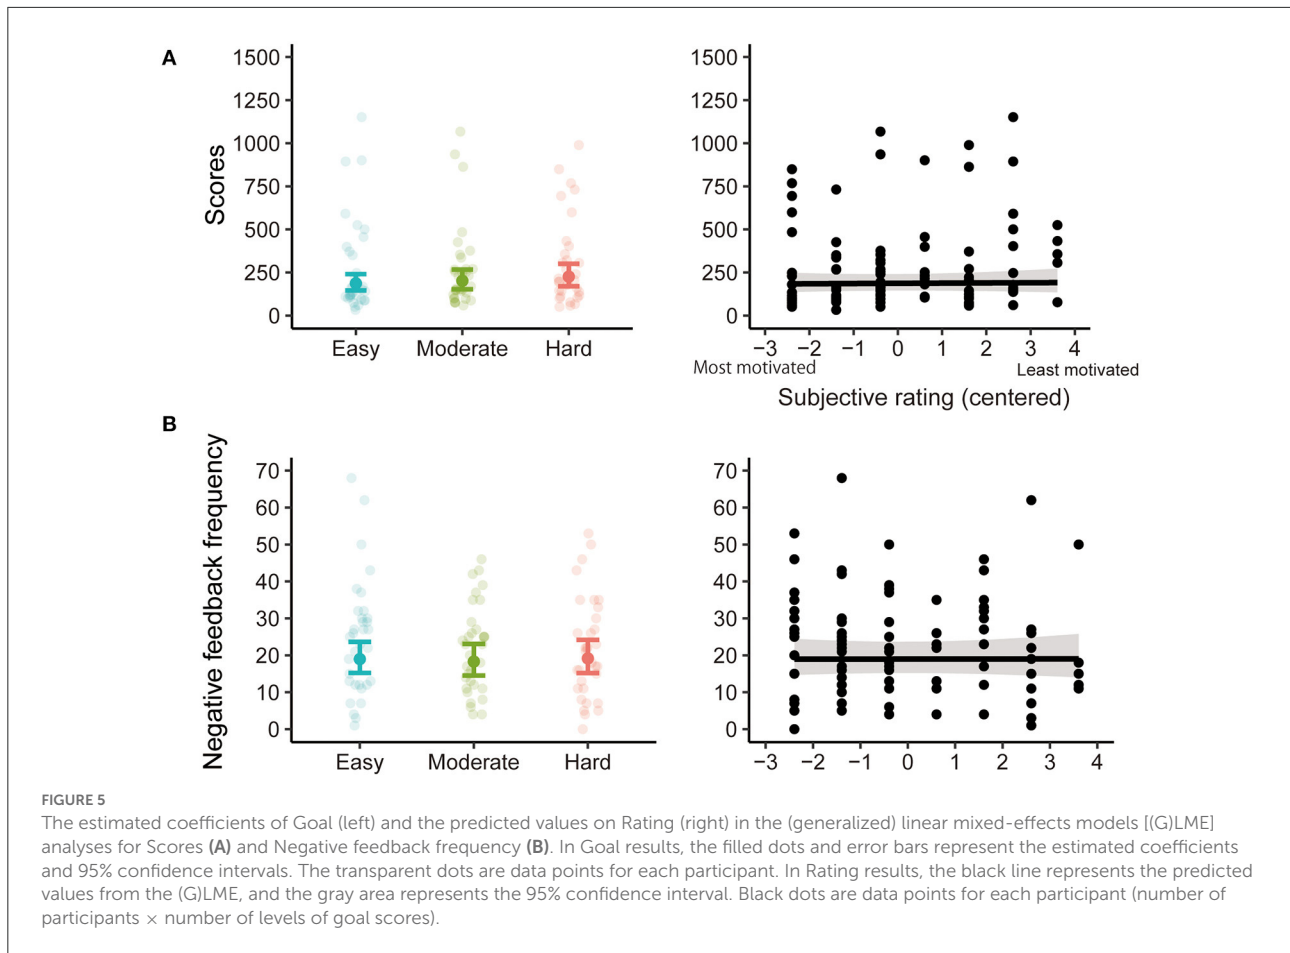 A
1500
1250
1000
750
500
250
0
Scores
Easy Moderate Hard
1500
1250
1000
750
500
250
0
−3 −2 −1 0 1 2 3 4
Most motivated Least motivated
Subjective rating (centered)
B
70
60
50
40
30
20
10
0
Negative feedback frequency
Easy Moderate Hard
70
60
50
40
30
20
10
0
−3 −2 −1 0 1 2 3 4
FIGURE 5
The estimated coefficients of Goal (left) and the predicted values on Rating (right) in the (generalized) linear mixed-effects models [(G)LME]
analyses for Scores (A) and Negative feedback frequency (B). In Goal results, the filled dots and error bars represent the estimated coefficients
and 95% confidence intervals. The transparent dots are data points for each participant. In Rating results, the black line represents the predicted
values from the (G)LME, and the gray area represents the 95% confidence interval. Black dots are data points for each participant (number of
participants × number of levels of goal scores).